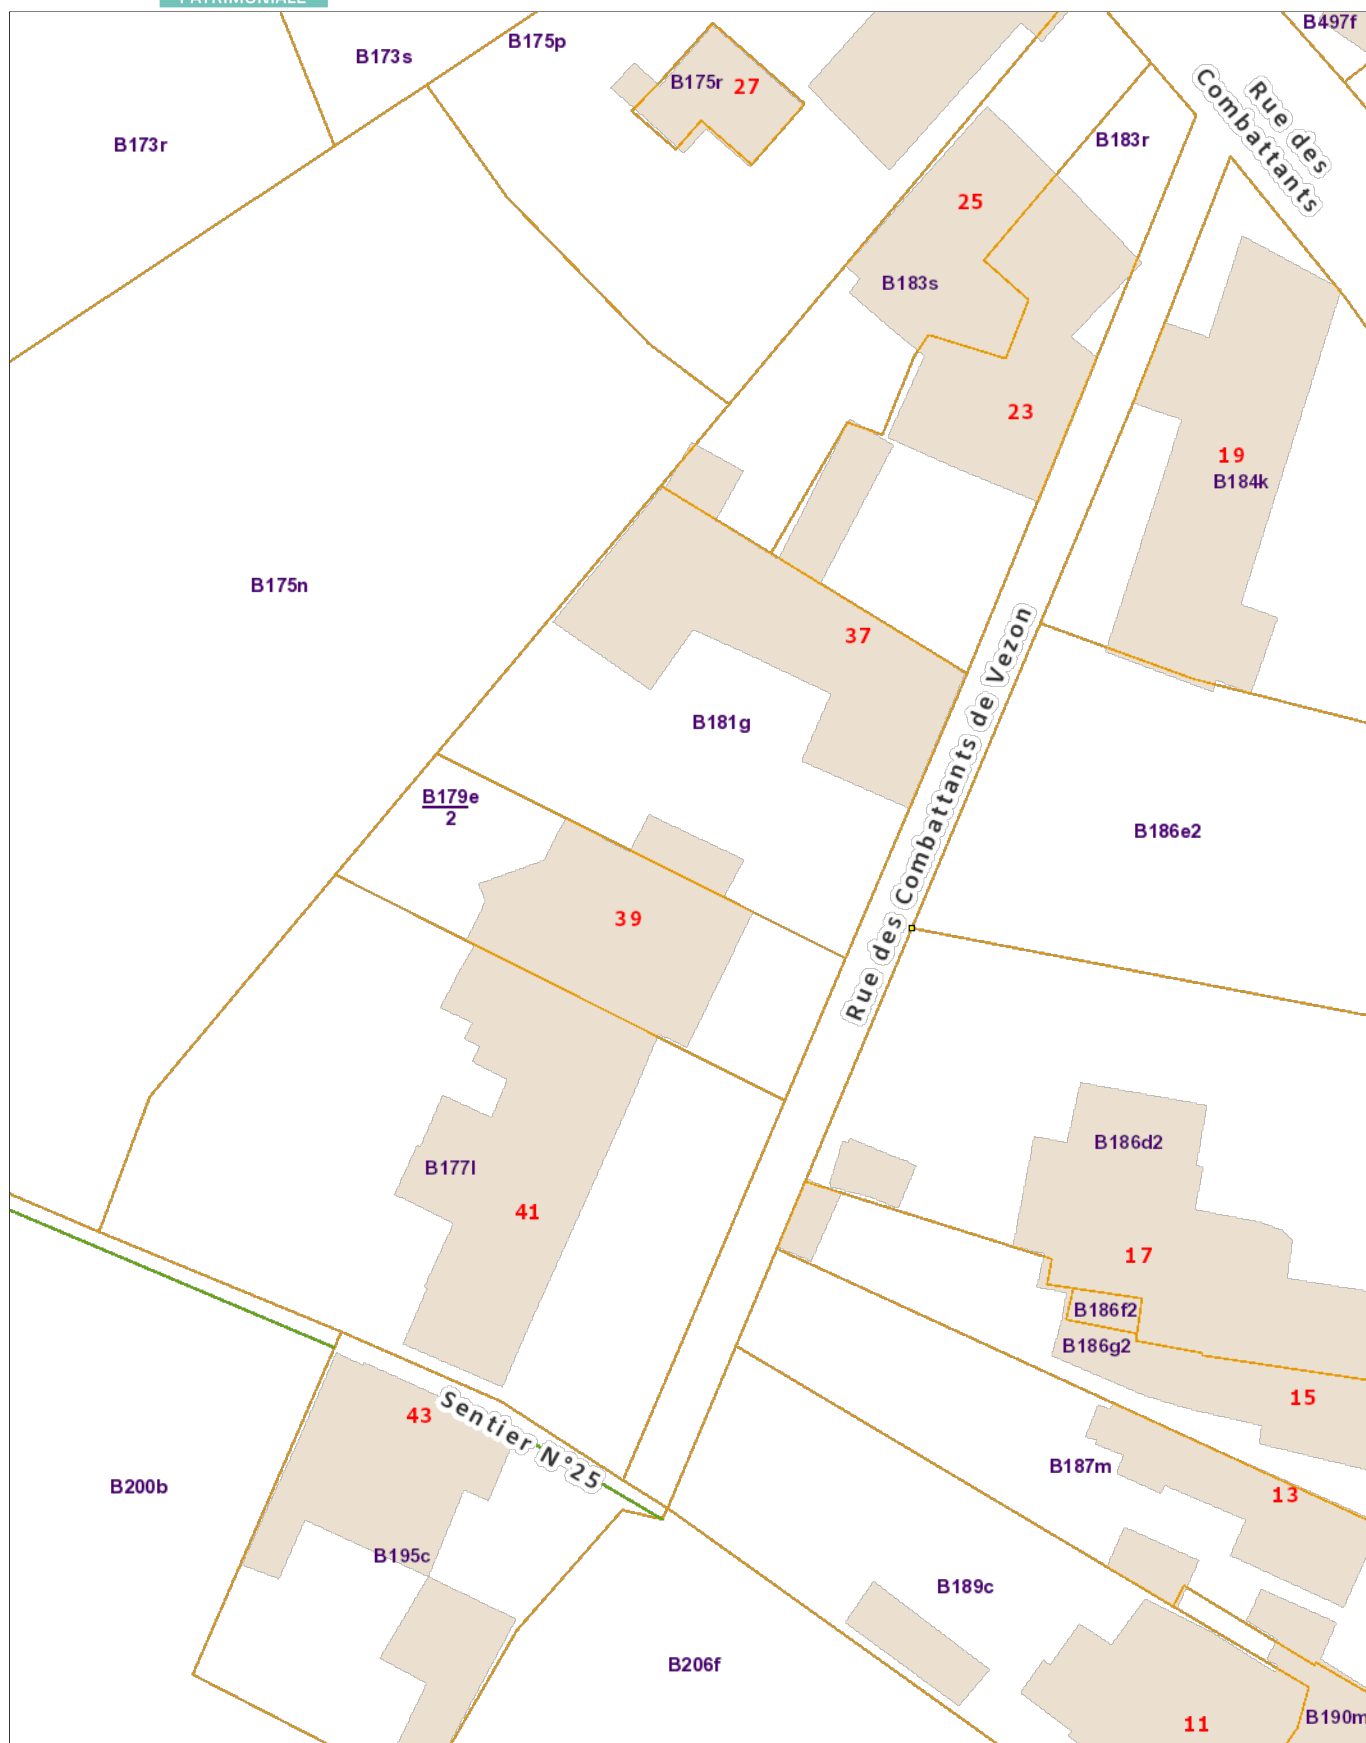 PATRIMONIALE
B497f
B173s
B175p
B175r
27
Rue des
Combattants
B173r
B183r
25
B183s
23
19
B184k
B175n
37
B181g
Rue des Combattants de Vezon
B179e
2
B186e2
39
B186d2
B177l
41
17
B186f2
B186g2
15
43
Sentier N°25
B187m
B200b
13
B195c
B189c
B206f
11
B190m